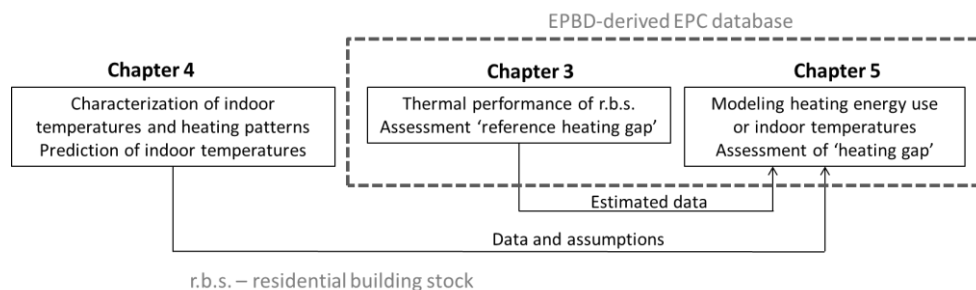 EPBD-derived EPC database
Chapter 4
Characterization of indoor
temperatures and heating patterns
Prediction of indoor temperatures
Chapter 3
Thermal performance of r.b.s.
Assessment ‘reference heating gap’
Chapter 5
Modeling heating energy use
or indoor temperatures
Assessment of ‘heating gap’
Estimated data
Data and assumptions
r.b.s. – residential building stock